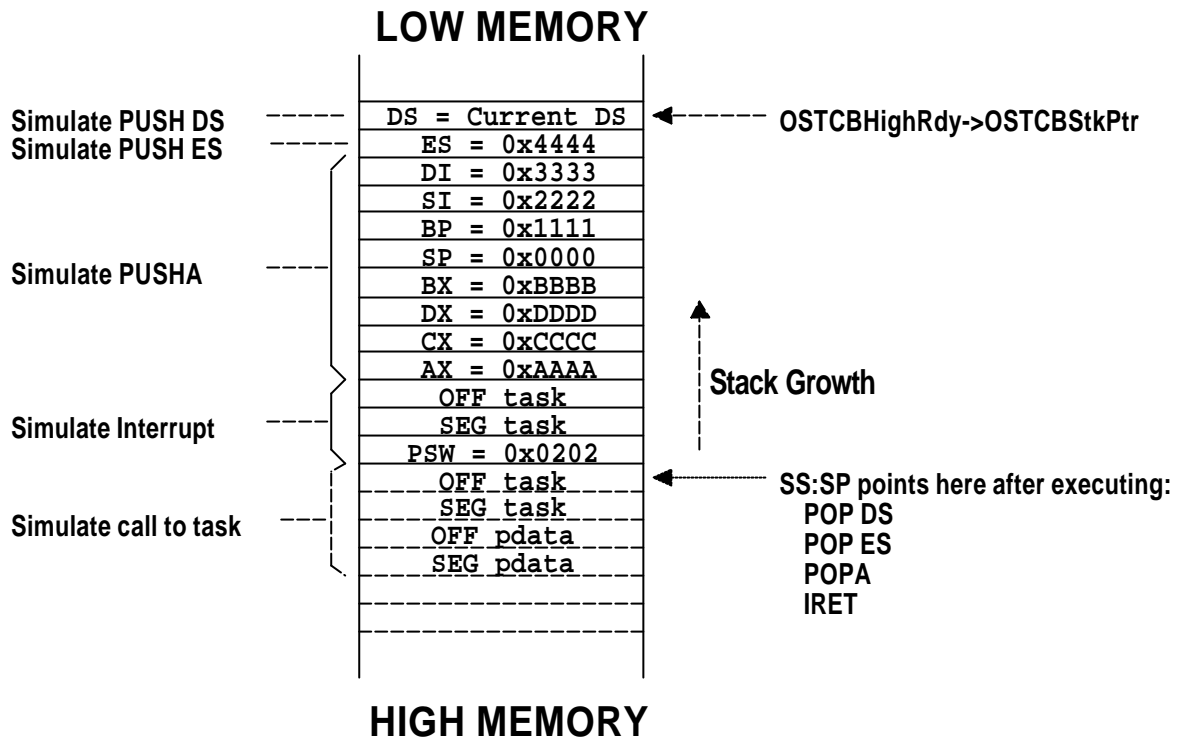 LOW MEMORY
Simulate PUSH DS
DS = Current DS
OSTCBHighRdy->OSTCBStkPtr
Simulate PUSH ES
ES = 0x4444
DI = 0x3333
SI = 0x2222
BP = 0x1111
Simulate PUSHA
SP = 0x0000
BX = 0xBBBB
DX = 0xDDDD
CX = 0xCCCC
AX = 0xAAAA
Stack Growth
OFF task
Simulate Interrupt
SEG task
PSW = 0x0202
OFF task
SS:SP points here after executing:
SEG task
POP DS
Simulate call to task
OFF pdata
POP ES
SEG pdata
POPA
IRET
HIGH MEMORY